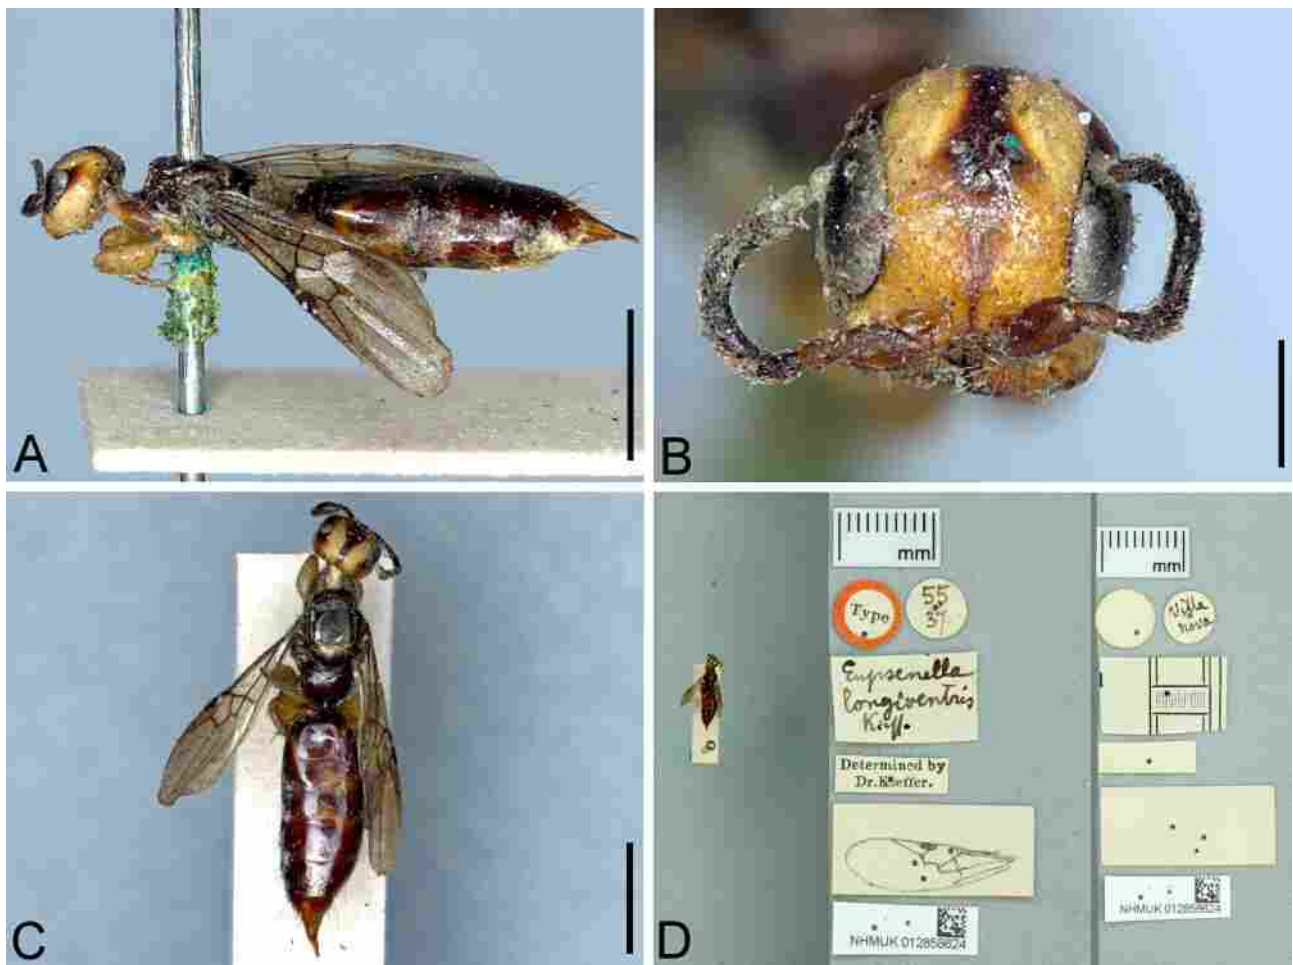 A
B
C
D
mm
Type
55
37
Eupsenella
longiventris
Kieff.
Determined by
Dr. Kieffer.
NHMUK 012858624
mm
Villa
nova
NHMUK 012858624